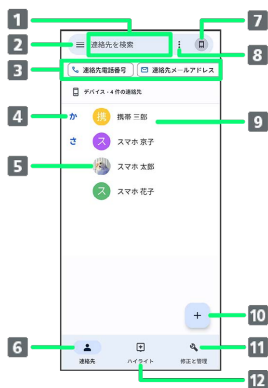 1
7
2
連絡先を検索
8
3
連絡先電話番号
連絡先メールアドレス
デバイス・4 件の連絡先
4
か
携
携帯 三郎
9
さ
ス
スマホ 京子
5
スマホ 太郎
ス
スマホ 花子
+
10
6
連絡先
ハイライト
修正と管理
11
12